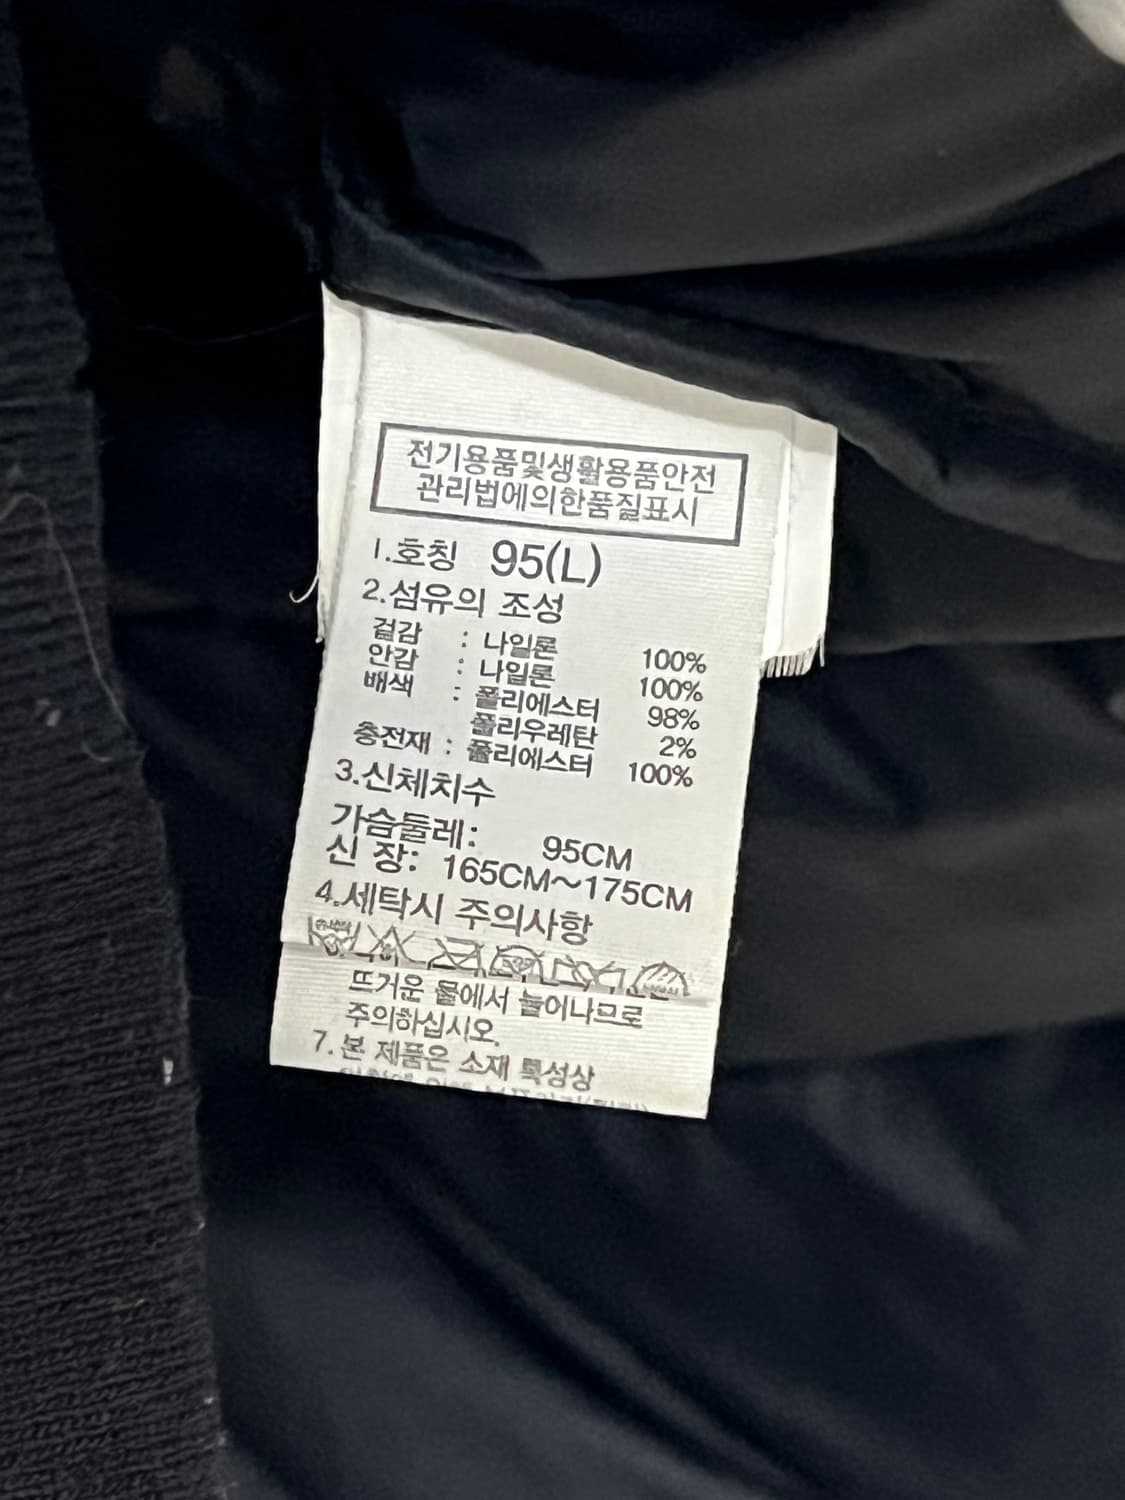 전기용품및생활용품안전
관리법에의한품질표시
1.호칭 95(L)
2.섬유의 조성
겉감 : 나일론 100%
안감 : 나일론 100%
배색 : 폴리에스터 98%
폴리우레탄 2%
충전재 : 폴리에스터 100%
3.신체치수
가슴둘레: 95CM
신 장: 165CM~175CM
4.세탁시 주의사항
뜨거운 물에서 늘어나므로
주의하십시오.
7.본 제품은 소재 특성상